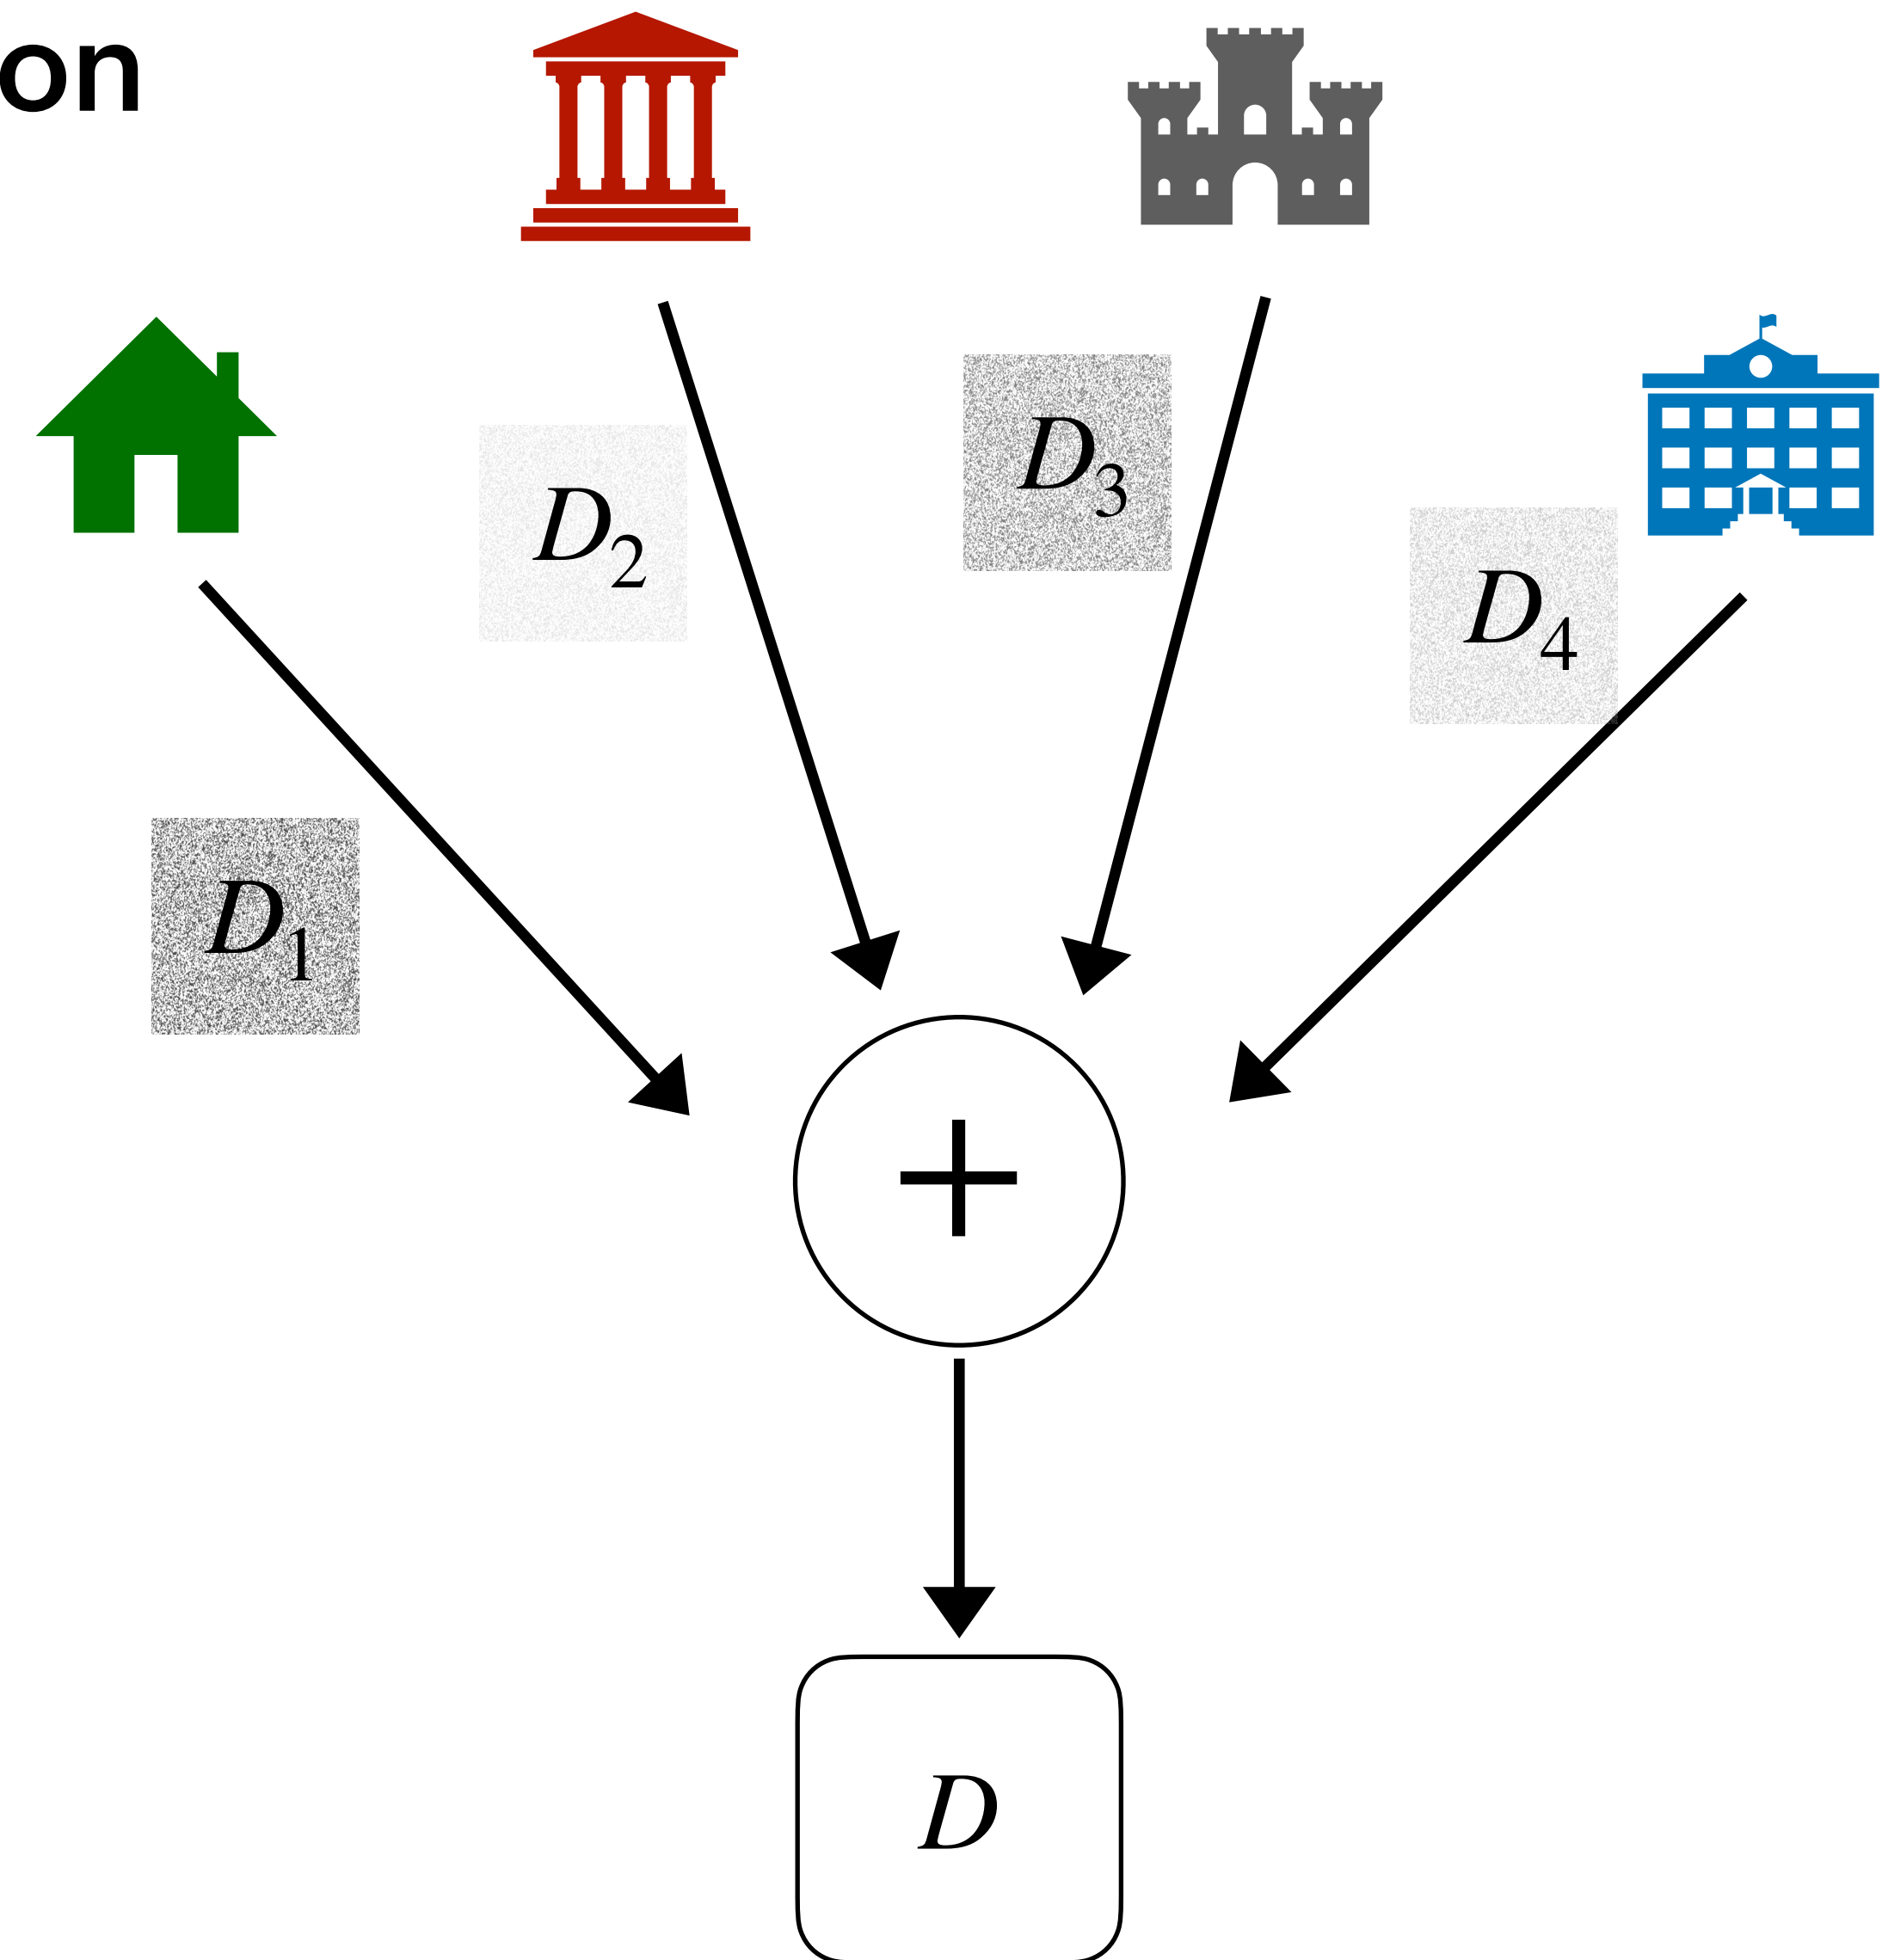 on
D₃
D₂
D₄
D₁
+
D